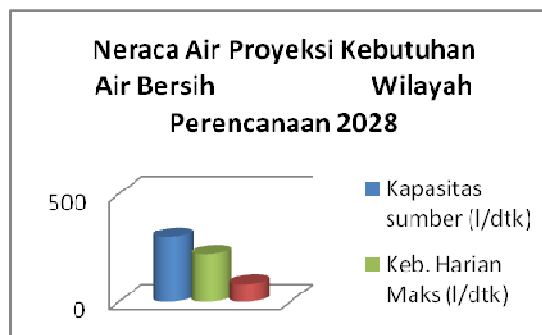 Neraca Air Proyeksi Kebutuhan
Air Bersih Wilayah
Perencanaan 2028
500
0
Kapasitas
sumber (l/dtk)
Keb. Harian
Maks (l/dtk)